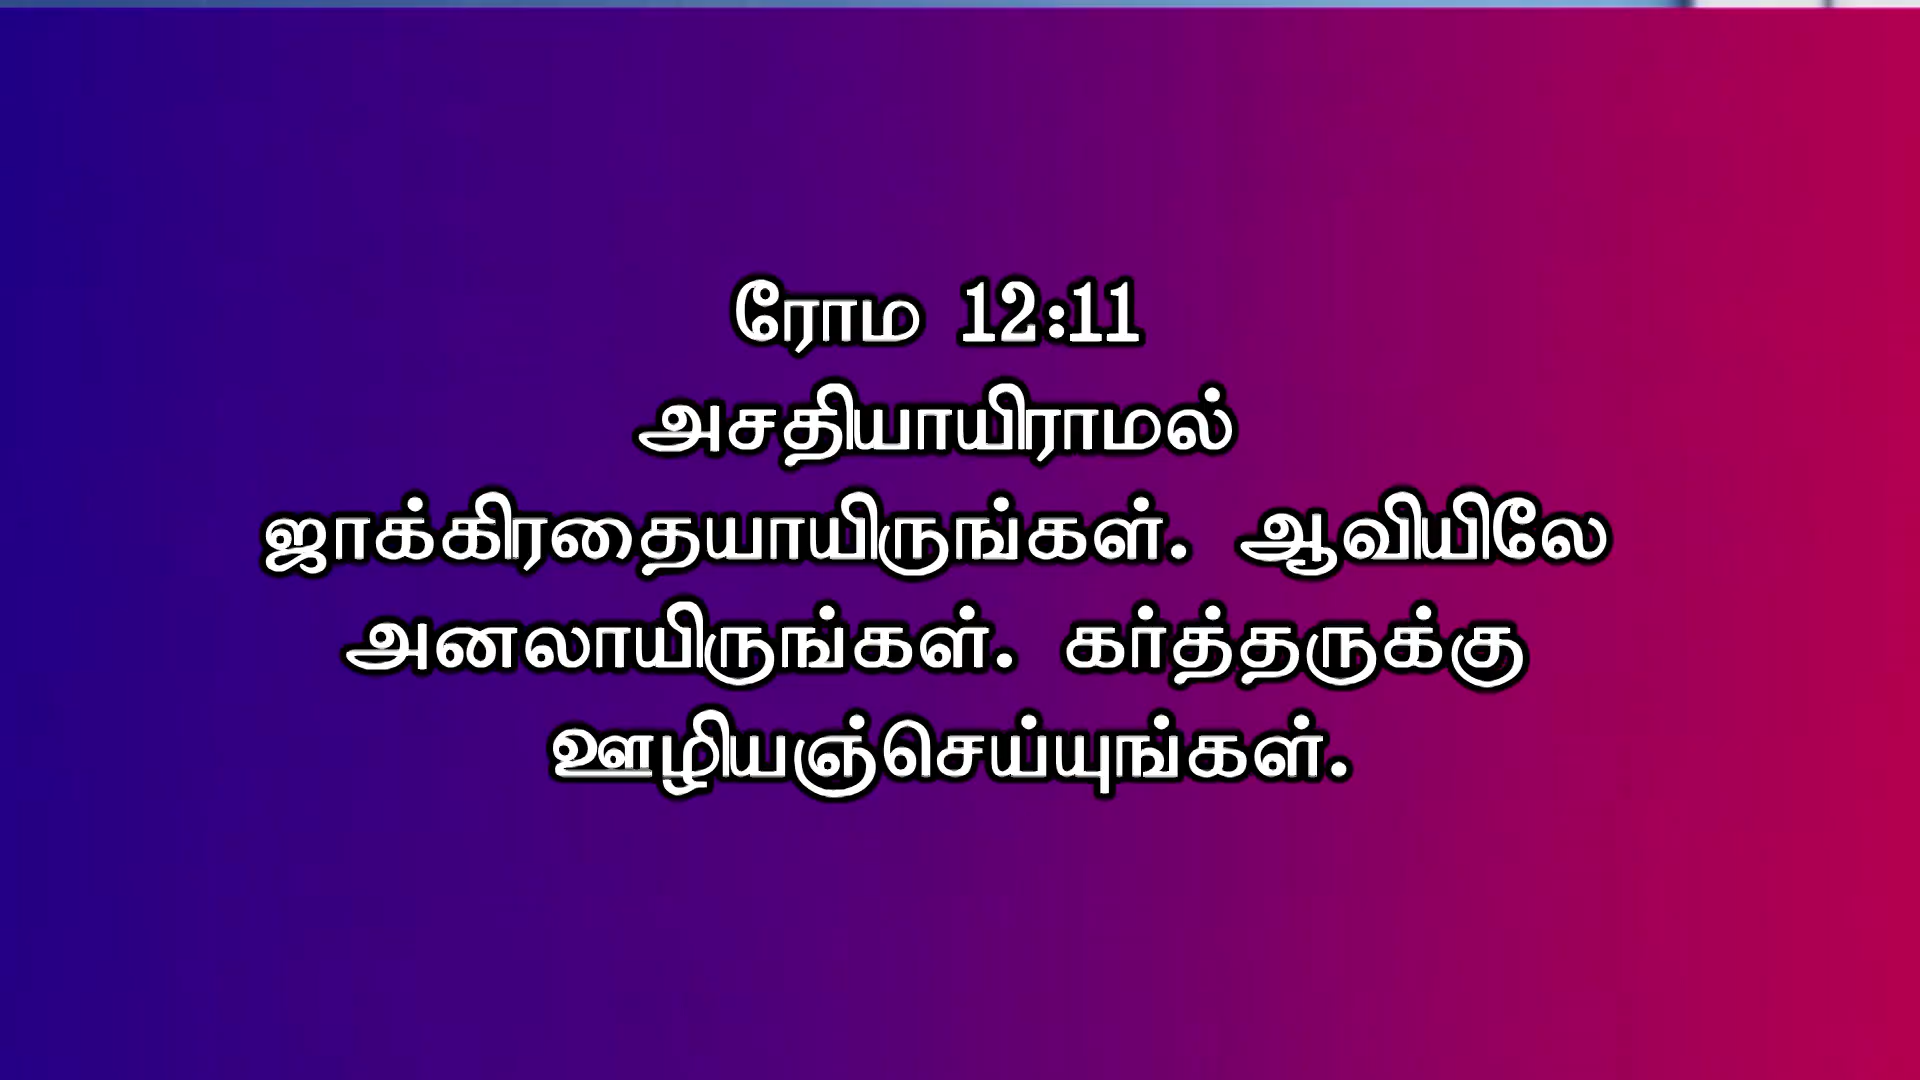 ரோம 12:11
அசதியாயிராமல்
ஜாக்கிரதையாயிருங்கள். ஆவியிலே
அனலாயிருங்கள். கர்த்தருக்கு
ஊழியஞ்செய்யுங்கள்.